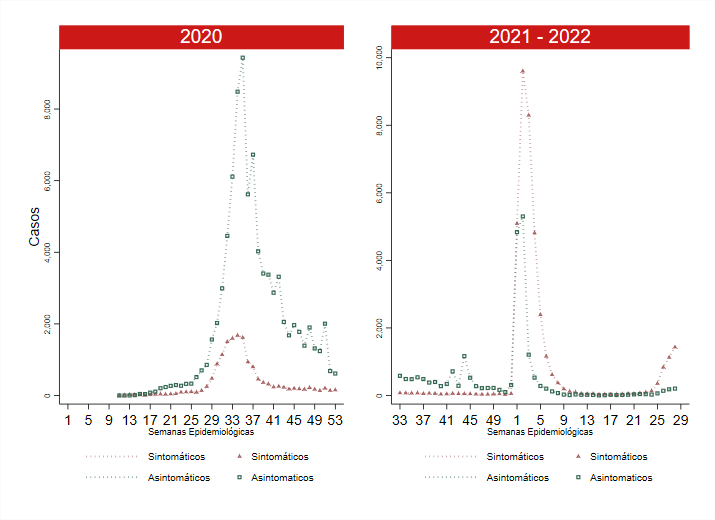 2020
2021 - 2022
Casos
8,000
6,000
4,000
2,000
0
1 5 9 13 17 21 25 29 33 37 41 45 49 53
Semanas Epidemiológicas
Sintomáticos Sintomáticos
Asintomáticos Asintomáticos
10,000
8,000
6,000
4,000
2,000
0
33 37 41 45 49 1 5 9 13 17 21 25 29
Semanas Epidemiológicas
Sintomáticos Sintomáticos
Asintomáticos Asintomaticos